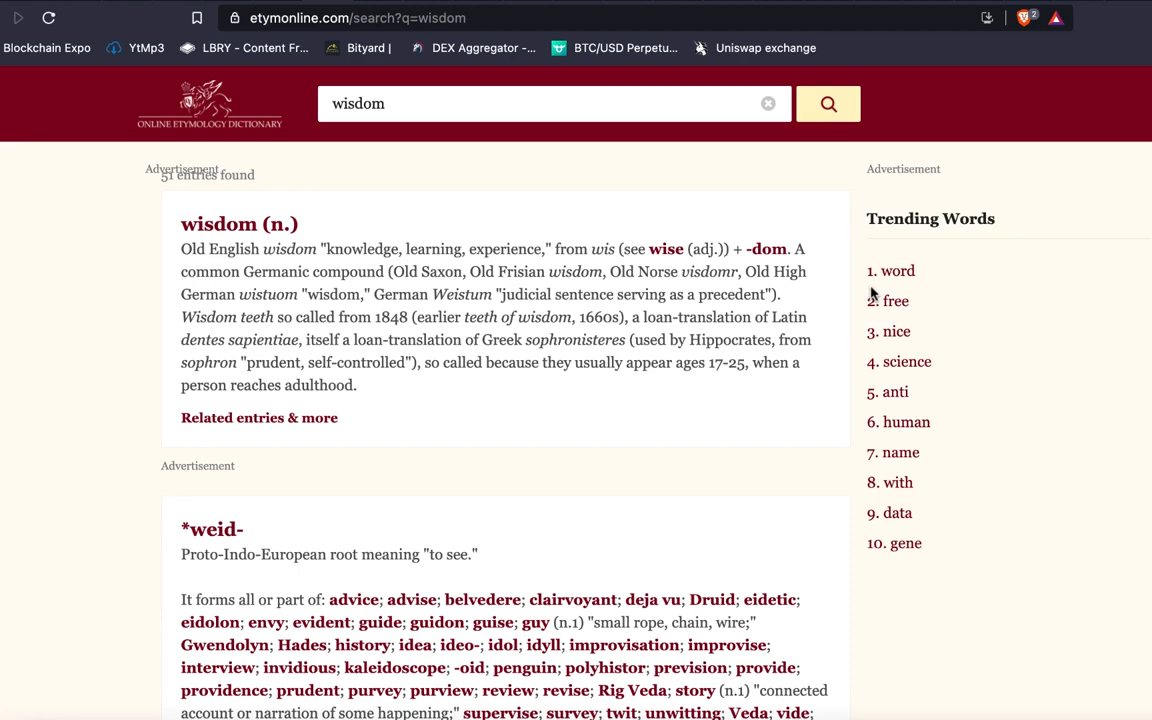 etymonline.com/search?q=wisdom
2
Blockchain Expo YtMp3 LBRY - Content Fr... Bityard | DEX Aggregator -... BTC/USD Perpetu... Uniswap exchange
ONLINE ETYMOLOGY DICTIONARY
wisdom
Advertisement
51 entries found
wisdom (n.)
Old English wisdom "knowledge, learning, experience," from wis (see wise (adj.)) + -dom. A
common Germanic compound (Old Saxon, Old Frisian wisdom, Old Norse visdomr, Old High
German wistuom "wisdom," German Weistum "judicial sentence serving as a precedent").
Wisdom teeth so called from 1848 (earlier teeth of wisdom, 1660s), a loan-translation of Latin
dentes sapientiae, itself a loan-translation of Greek sophronisteres (used by Hippocrates, from
sophron "prudent, self-controlled"), so called because they usually appear ages 17-25, when a
person reaches adulthood.
Related entries & more
Advertisement
*weid-
Proto-Indo-European root meaning "to see."
It forms all or part of: advice; advise; belvedere; clairvoyant; deja vu; Druid; eidetic;
eidolon; envy; evident; guide; guidon; guise; guy (n.1) "small rope, chain, wire;"
Gwendolyn; Hades; history; idea; ideo-; idol; idyll; improvisation; improvise;
interview; invidious; kaleidoscope; -oid; penguin; polyhistor; prevision; provide;
providence; prudent; purvey; purview; review; revise; Rig Veda; story (n.1) "connected
account or narration of some happening;" supervise; survey; twit; unwitting; Veda; vide;
Advertisement
Trending Words
1. word
2. free
3. nice
4. science
5. anti
6. human
7. name
8. with
9. data
10. gene